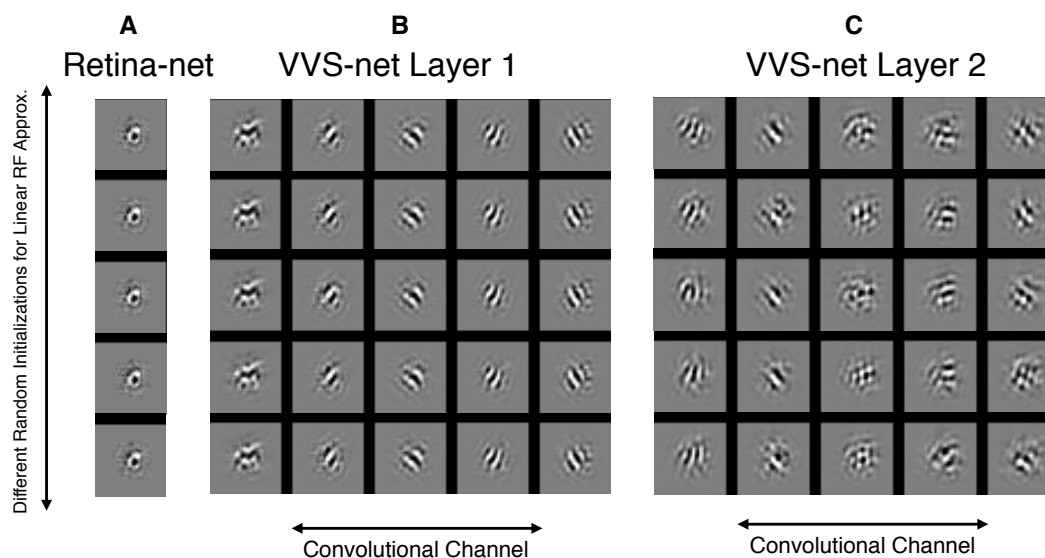 A
B
C
Retina-net
VVS-net Layer 1
VVS-net Layer 2
Different Random Initializations for Linear RF Approx.
Convolutional Channel
Convolutional Channel